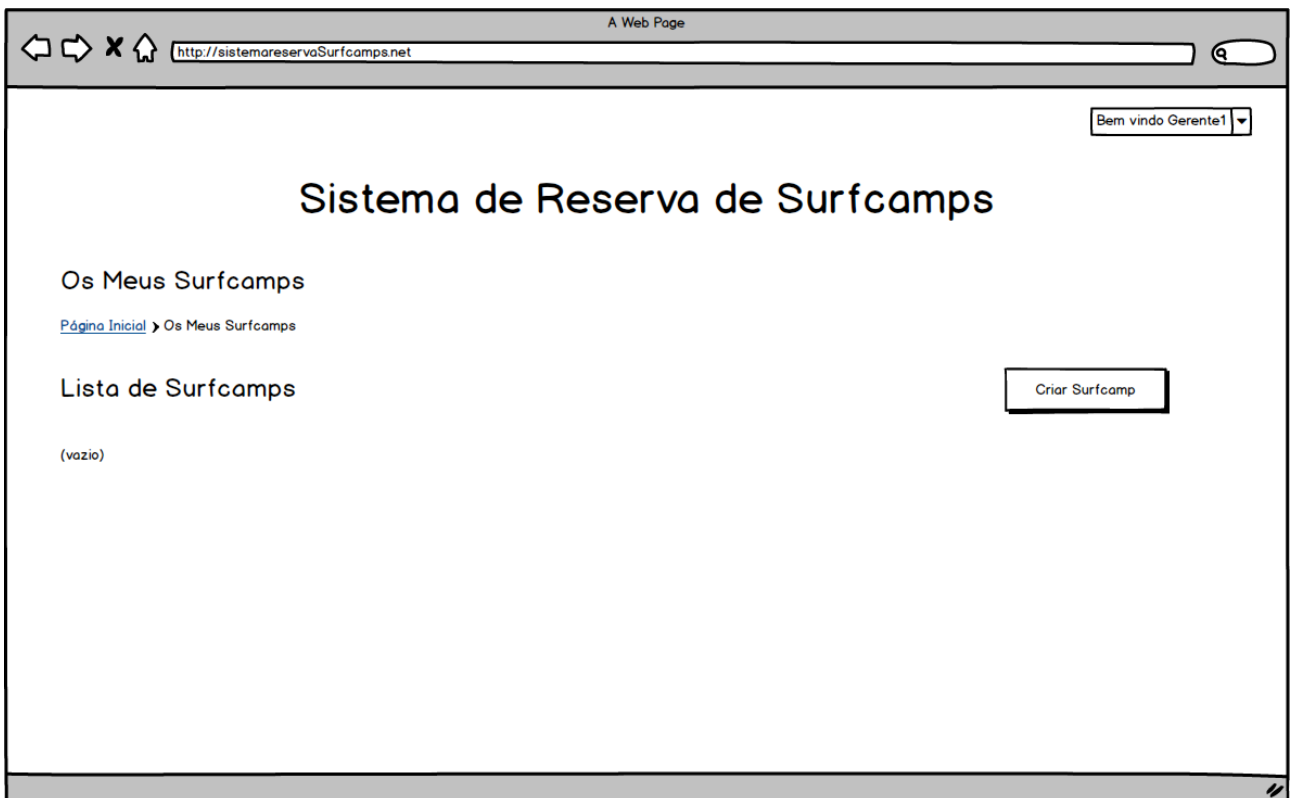 A Web Page
http://sistemareservaSurfcamps.net
Bem vindo Gerente1
Sistema de Reserva de Surfcamps
Os Meus Surfcamps
Página Inicial > Os Meus Surfcamps
Lista de Surfcamps
Criar Surfcamp
(vazio)